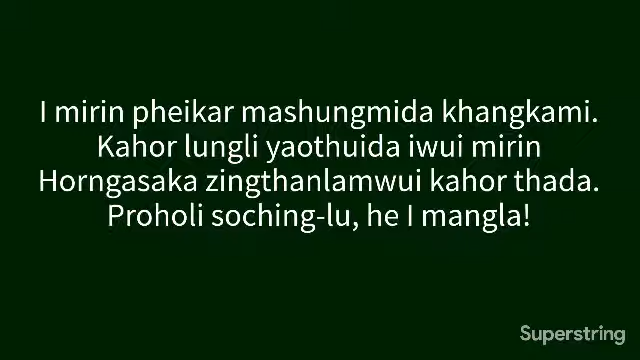 I mirin pheikar mashungmida khangkami.
Kahor lungli yaothuida iwui mirin
Horngasaka zingthanlamwui kahor thada.
Proholi soching-lu, he I mangla!
Superstring